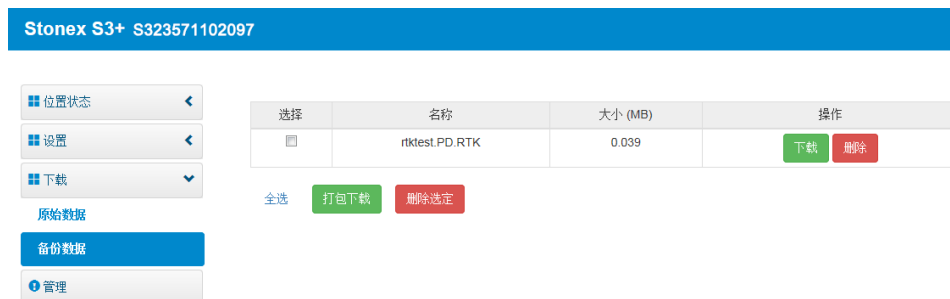 Stonex S3+ S323571102097
位置状态
设置
下载
原始数据
备份数据
管理
选择 名称 大小 (MB) 操作
rtktest.PD.RTK 0.039 下载 删除
全选 打包下载 删除选定